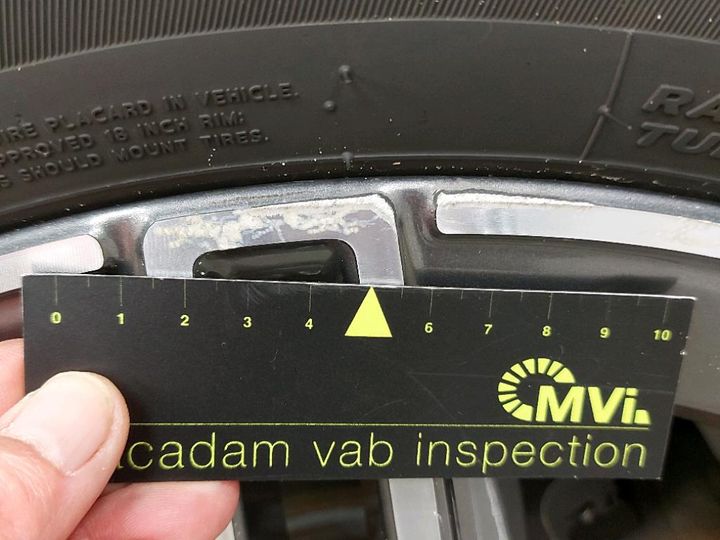 IRE PLACARD IN VEHICLE.
APPROVED 18 INCH RIM:
S SHOULD MOUNT TIRES.
RA
TU
0 1 2 3 4 6 7 8 9 10
MVi
acadam vab inspection